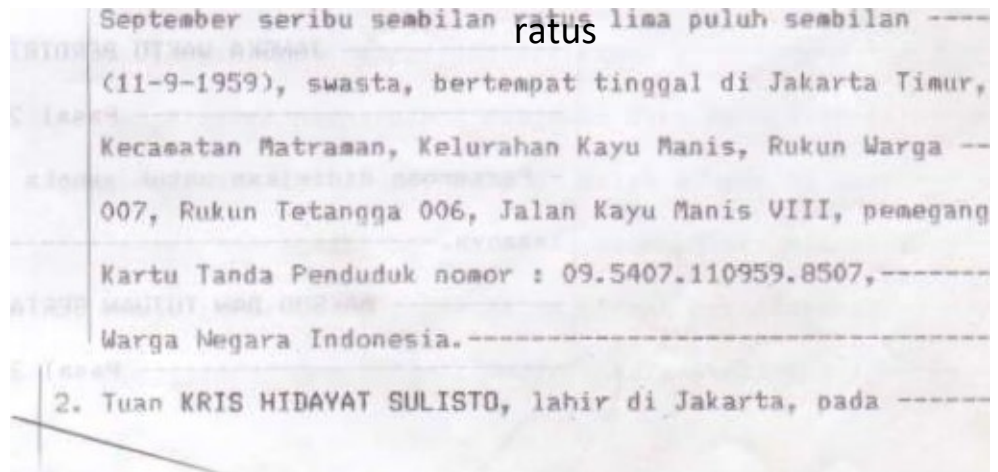 September seribu sembilan ratus lima puluh sembilan ----
ratus
(11-9-1959), swasta, bertempat tinggal di Jakarta Timur,
Kecamatan Matraman, Kelurahan Kayu Manis, Rukun Warga --
007, Rukun Tetangga 006, Jalan Kayu Manis VIII, pemegang
Kartu Tanda Penduduk nomor : 09.5407.110959.8507,-------
Warga Negara Indonesia.---------------------------------
2. Tuan KRIS HIDAYAT SULISTO, lahir di Jakarta, pada ------